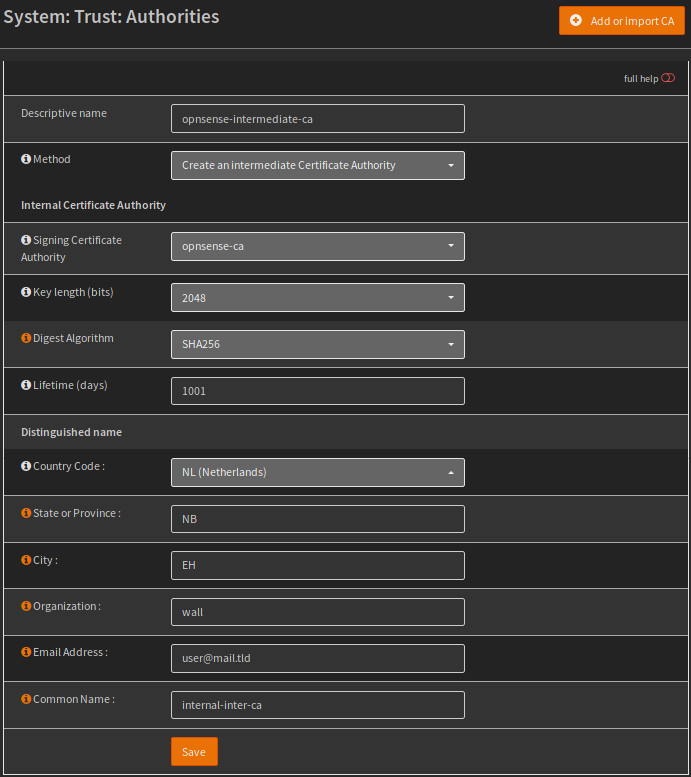 System: Trust: Authorities
Add or import CA
full help
Descriptive name
opnsense-intermediate-ca
Method
Create an intermediate Certificate Authority
Internal Certificate Authority
Signing Certificate
Authority
opnsense-ca
Key length (bits)
2048
Digest Algorithm
SHA256
Lifetime (days)
1001
Distinguished name
Country Code :
NL (Netherlands)
State or Province :
NB
City :
EH
Organization :
wall
Email Address :
user@mail.tld
Common Name :
internal-inter-ca
Save